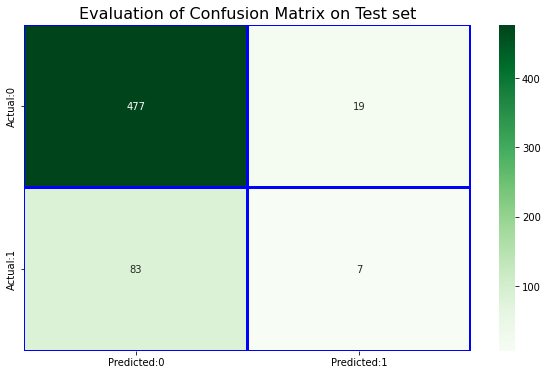 Evaluation of Confusion Matrix on Test set
Actual:0
477
19
Actual:1
83
7
Predicted:0
Predicted:1
400
300
200
100